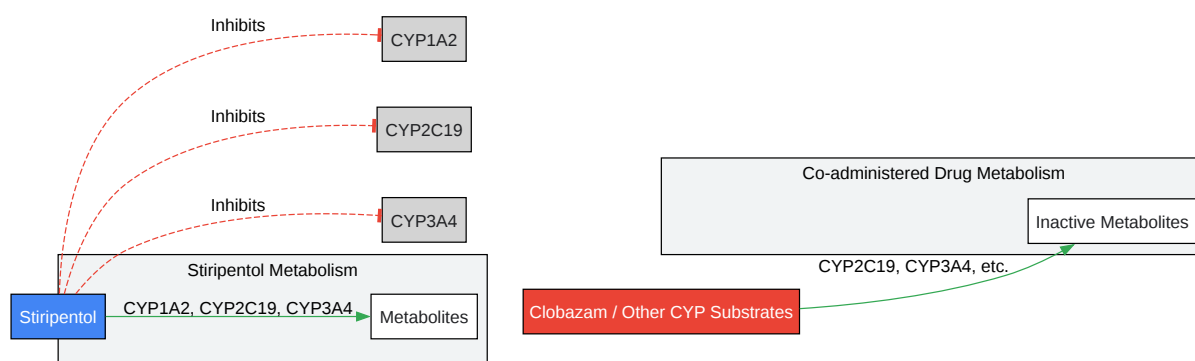 Inhibits
CYP1A2
Inhibits
CYP2C19
Inhibits
CYP3A4
Stiripentol Metabolism
Stiripentol
CYP1A2, CYP2C19, CYP3A4
Metabolites
Co-administered Drug Metabolism
Inactive Metabolites
CYP2C19, CYP3A4, etc.
Clobazam / Other CYP Substrates